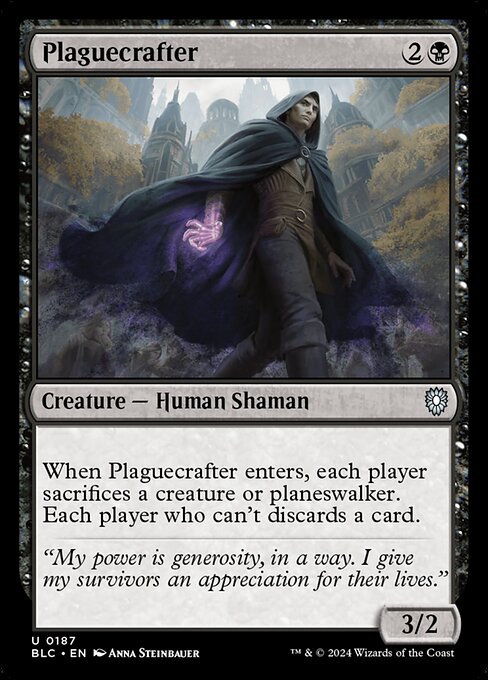 Plaguecrafter 2
Creature — Human Shaman
When Plaguecrafter enters, each player
sacrifices a creature or planeswalker.
Each player who can’t discards a card.
“My power is generosity, in a way. I give
my survivors an appreciation for their lives.”
3/2
U 0187
BLC • EN Anna Steinbauer
™ & © 2024 Wizards of the Coast